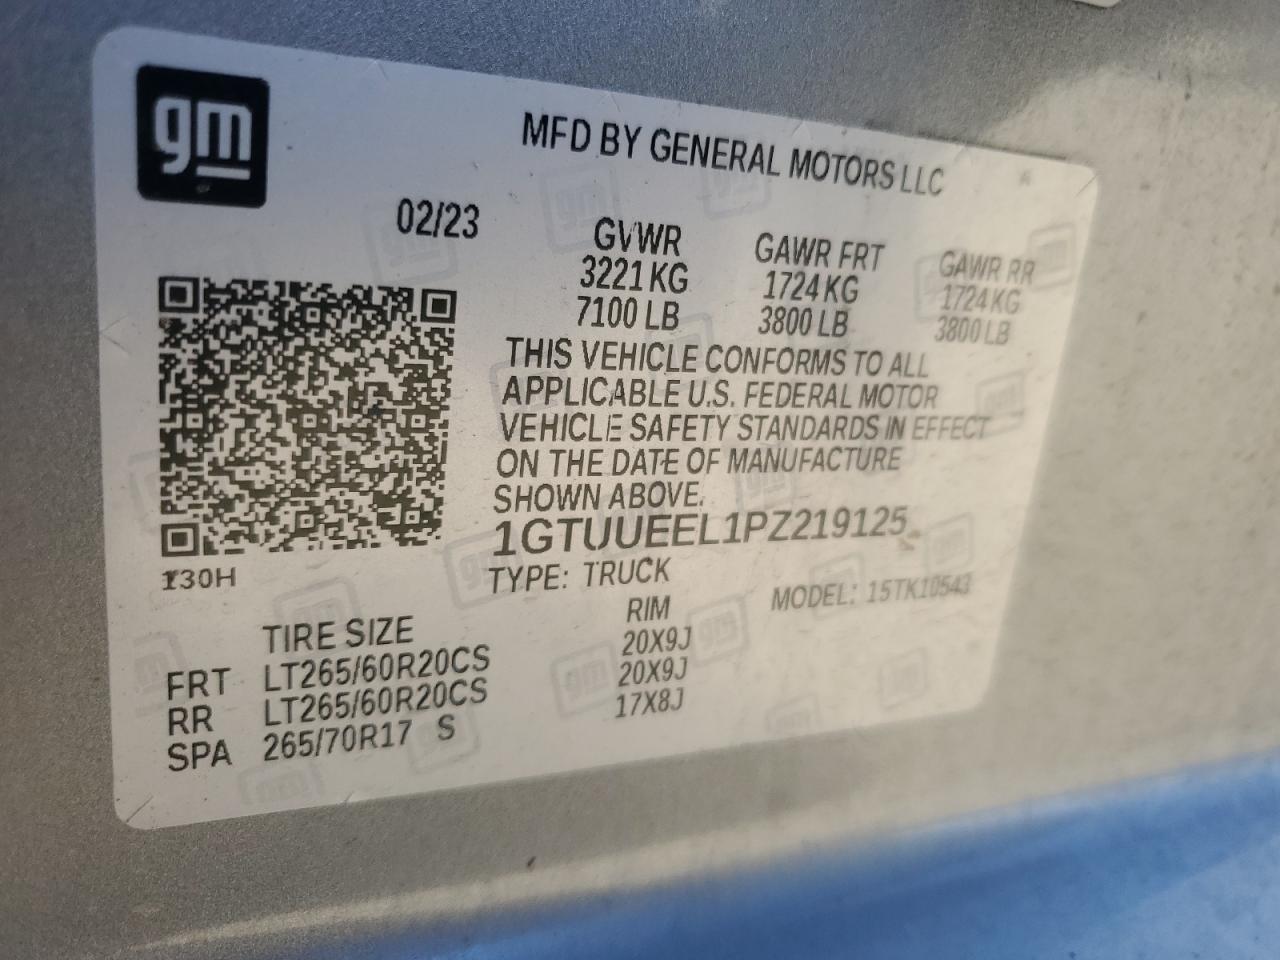 gm
MFD BY GENERAL MOTORS LLC
02/23 GVWR GAWR FRT GAWR RR
3221 KG 1724 KG 1724 KG
7100 LB 3800 LB 3800 LB
THIS VEHICLE CONFORMS TO ALL
APPLICABLE U.S. FEDERAL MOTOR
VEHICLE SAFETY STANDARDS IN EFFECT
ON THE DATE OF MANUFACTURE
SHOWN ABOVE.
1GTUUEEL1PZ219125
130H
TYPE: TRUCK MODEL: 15TK10543
TIRE SIZE RIM
FRT LT265/60R20CS 20X9J
RR LT265/60R20CS 20X9J
SPA 265/70R17 S 17X8J